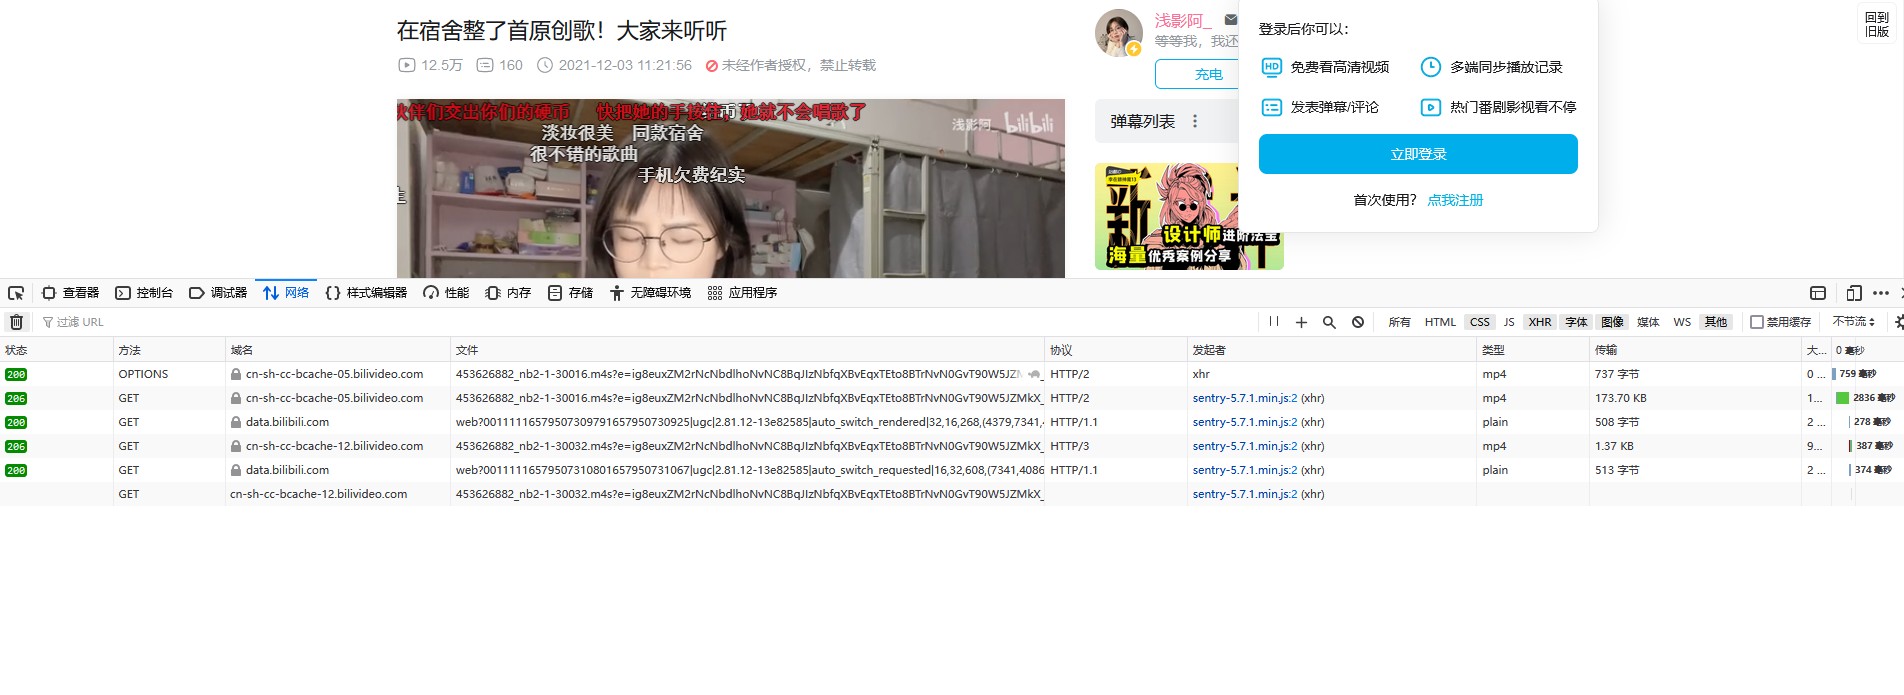 在宿舍整了首原创歌！大家来听听
12.5万 160 2021-12-03 11:21:56 未经作者授权，禁止转载
伙伴们交出你们的硬币 快把她的手按住，她就不会唱歌了
淡妆很美 同款宿舍
很不错的歌曲
手机欠费纪实
浅影阿_ bilibili
浅影阿_
等等我，我还
充电
弹幕列表
设计师进阶法宝
海量优秀案例分享
登录后你可以：
免费看高清视频 多端同步播放记录
发表弹幕/评论 热门番剧影视看不停
立即登录
首次使用？ 点我注册
回到
旧版
查看器 控制台 调试器 网络 样式编辑器 性能 内存 存储 无障碍环境 应用程序
过滤 URL 所有 HTML CSS JS XHR 字体 图像 媒体 WS 其他 禁用缓存 不节流
状态 方法 域名 文件 协议 发起者 类型 传输 大... 0 毫秒
200 OPTIONS cn-sh-cc-bcache-05.bilivideo.com 453626882_nb2-1-30016.m4s?e=ig8euxZM2rNcNbdlhoNvNC8BqJIzNbfqXBvEqxTEto8BTrNvN0GvT90W5JZ HTTP/2 xhr mp4 737 字节 0 ... 759 毫秒
206 GET cn-sh-cc-bcache-05.bilivideo.com 453626882_nb2-1-30016.m4s?e=ig8euxZM2rNcNbdlhoNvNC8BqJIzNbfqXBvEqxTEto8BTrNvN0GvT90W5JZMkX_ HTTP/2 sentry-5.7.1.min.js:2 (xhr) mp4 173.70 KB 1... 2836 毫秒
200 GET data.bilibili.com web?0011111657950730979​1657950730925|ugc|2.81.12-13e82585|auto_switch_rendered|32,16,268,(4379,7341, HTTP/1.1 sentry-5.7.1.min.js:2 (xhr) plain 508 字节 2 ... 278 毫秒
206 GET cn-sh-cc-bcache-12.bilivideo.com 453626882_nb2-1-30032.m4s?e=ig8euxZM2rNcNbdlhoNvNC8BqJIzNbfqXBvEqxTEto8BTrNvN0GvT90W5JZMkX_ HTTP/3 sentry-5.7.1.min.js:2 (xhr) mp4 1.37 KB 9... 387 毫秒
200 GET data.bilibili.com web?0011111657950731080​1657950731067|ugc|2.81.12-13e82585|auto_switch_requested|16,32,608,(7341,4086 HTTP/1.1 sentry-5.7.1.min.js:2 (xhr) plain 513 字节 2 ... 374 毫秒
GET cn-sh-cc-bcache-12.bilivideo.com 453626882_nb2-1-30032.m4s?e=ig8euxZM2rNcNbdlhoNvNC8BqJIzNbfqXBvEqxTEto8BTrNvN0GvT90W5JZMkX_ sentry-5.7.1.min.js:2 (xhr)